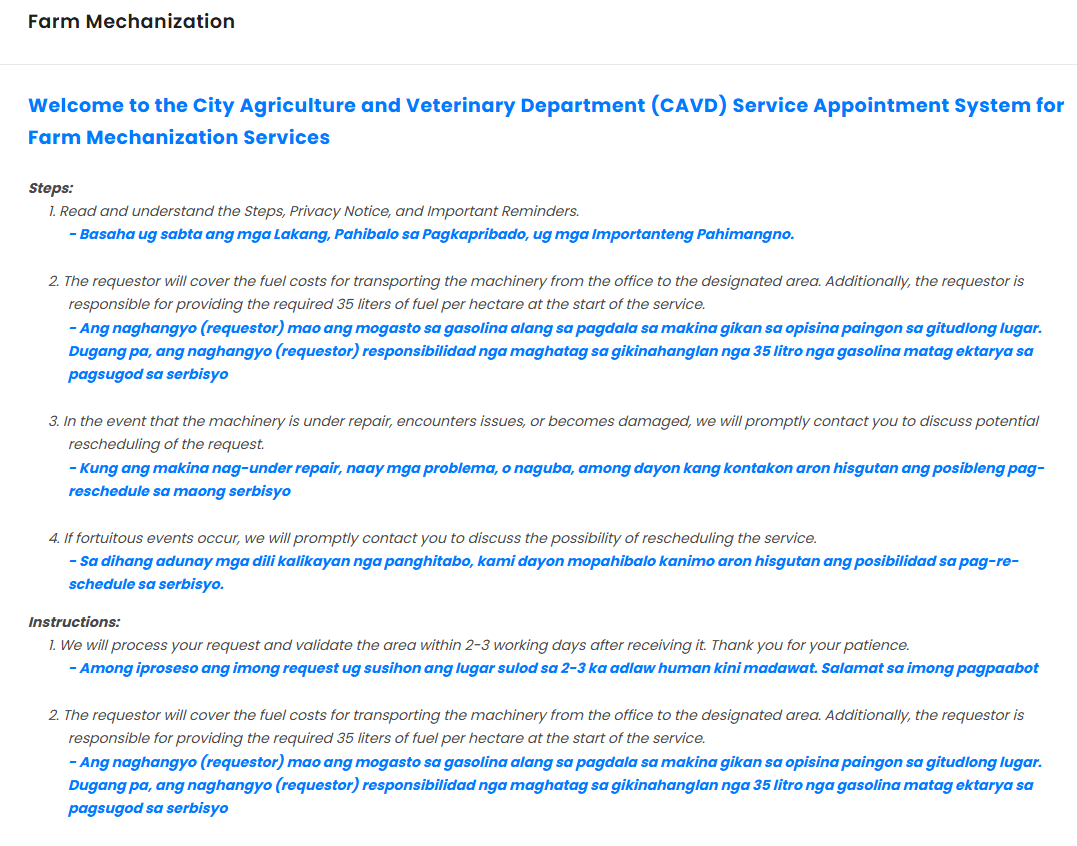 Farm Mechanization
Welcome to the City Agriculture and Veterinary Department (CAVD) Service Appointment System for
Farm Mechanization Services
Steps:
1. Read and understand the Steps, Privacy Notice, and Important Reminders.
- Basaha ug sabta ang mga Lakang, Pahibalo sa Pagkapribado, ug mga Importanteng Pahimangno.
2. The requestor will cover the fuel costs for transporting the machinery from the office to the designated area. Additionally, the requestor is
responsible for providing the required 35 liters of fuel per hectare at the start of the service.
- Ang naghangyo (requestor) mao ang mogasto sa gasolina alang sa pagdala sa makina gikan sa opisina paingon sa gitudlong lugar.
Dugang pa, ang naghangyo (requestor) responsibilidad nga maghatag sa gikinahanglan nga 35 litro nga gasolina matag ektarya sa
pagsugod sa serbisyo
3. In the event that the machinery is under repair, encounters issues, or becomes damaged, we will promptly contact you to discuss potential
rescheduling of the request.
- Kung ang makina nag-under repair, naay mga problema, o naguba, among dayon kang kontakon aron hisgutan ang posibleng pag-
reschedule sa maong serbisyo
4. If fortuitous events occur, we will promptly contact you to discuss the possibility of rescheduling the service.
- Sa dihang adunay mga dili kalikayan nga panghitabo, kami dayon mopahibalo kanimo aron hisgutan ang posibilidad sa pag-re-
schedule sa serbisyo.
Instructions:
1. We will process your request and validate the area within 2-3 working days after receiving it. Thank you for your patience.
- Among iproseso ang imong request ug susihon ang lugar sulod sa 2-3 ka adlaw human kini madawat. Salamat sa imong pagpaabot
2. The requestor will cover the fuel costs for transporting the machinery from the office to the designated area. Additionally, the requestor is
responsible for providing the required 35 liters of fuel per hectare at the start of the service.
- Ang naghangyo (requestor) mao ang mogasto sa gasolina alang sa pagdala sa makina gikan sa opisina paingon sa gitudlong lugar.
Dugang pa, ang naghangyo (requestor) responsibilidad nga maghatag sa gikinahanglan nga 35 litro nga gasolina matag ektarya sa
pagsugod sa serbisyo